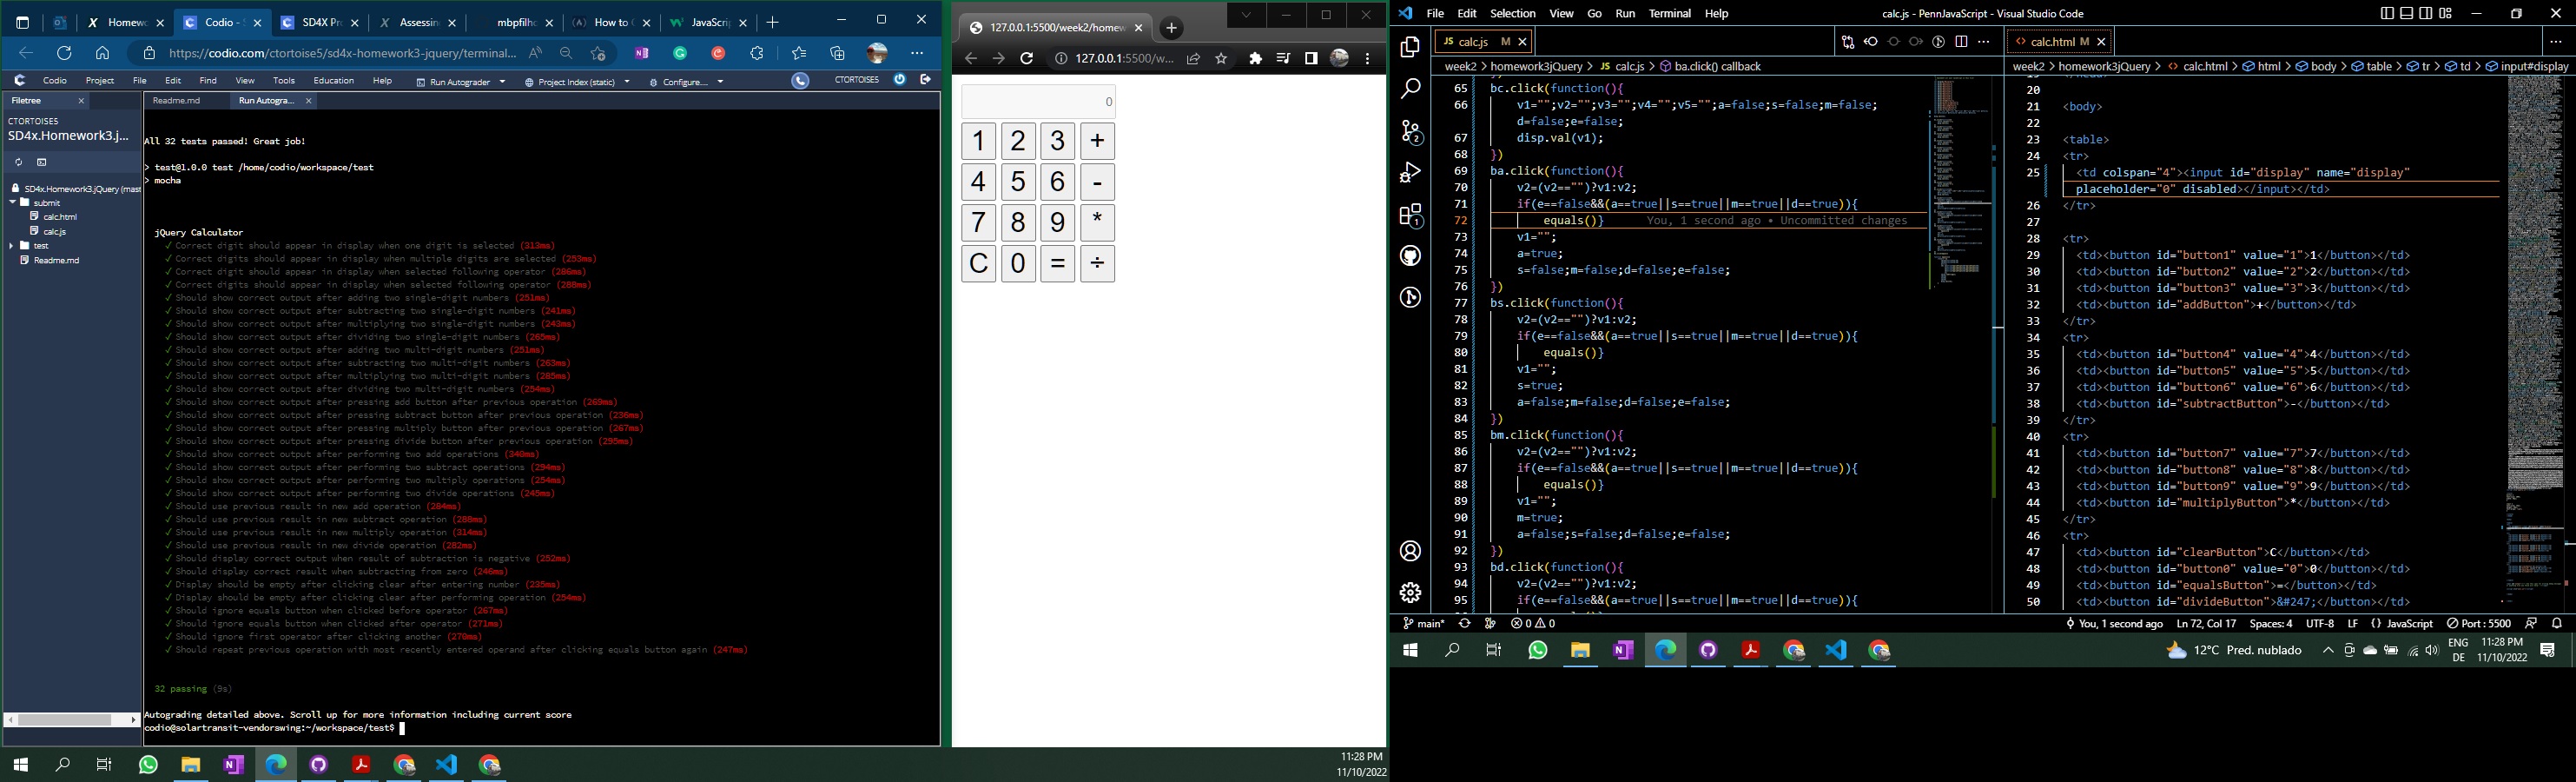 Homewo
Codio - S
SD4X Pr
Assessin
mbpfilho
How to C
JavaScrip
https://codio.com/ctortoise5/sd4x-homework3-jquery/terminal...
Codio Project File Edit Find View Tools Education Help Run Autograder Project Index (static) Configure... CTORTOISE5
Filetree
Readme.md
Run Autogra...
CTORTOISE5
SD4x.Homework3.j...
SD4x.Homework3.jQuery (mast
submit
calc.html
calc.js
test
Readme.md
All 32 tests passed! Great job!
> test@1.0.0 test /home/codio/workspace/test
> mocha
jQuery Calculator
✓ Correct digit should appear in display when one digit is selected (313ms)
✓ Correct digits should appear in display when multiple digits are selected (253ms)
✓ Correct digit should appear in display when selected following operator (286ms)
✓ Correct digits should appear in display when selected following operator (288ms)
✓ Should show correct output after adding two single-digit numbers (251ms)
✓ Should show correct output after subtracting two single-digit numbers (241ms)
✓ Should show correct output after multiplying two single-digit numbers (243ms)
✓ Should show correct output after dividing two single-digit numbers (265ms)
✓ Should show correct output after adding two multi-digit numbers (251ms)
✓ Should show correct output after subtracting two multi-digit numbers (263ms)
✓ Should show correct output after multiplying two multi-digit numbers (285ms)
✓ Should show correct output after dividing two multi-digit numbers (254ms)
✓ Should show correct output after pressing add button after previous operation (269ms)
✓ Should show correct output after pressing subtract button after previous operation (236ms)
✓ Should show correct output after pressing multiply button after previous operation (267ms)
✓ Should show correct output after pressing divide button after previous operation (295ms)
✓ Should show correct output after performing two add operations (340ms)
✓ Should show correct output after performing two subtract operations (294ms)
✓ Should show correct output after performing two multiply operations (254ms)
✓ Should show correct output after performing two divide operations (245ms)
✓ Should use previous result in new add operation (284ms)
✓ Should use previous result in new subtract operation (288ms)
✓ Should use previous result in new multiply operation (314ms)
✓ Should use previous result in new divide operation (282ms)
✓ Should display correct output when result of subtraction is negative (252ms)
✓ Should display correct result when subtracting from zero (246ms)
✓ Display should be empty after clicking clear after entering number (235ms)
✓ Display should be empty after clicking clear after performing operation (254ms)
✓ Should ignore equals button when clicked before operator (267ms)
✓ Should ignore equals button when clicked after operator (271ms)
✓ Should ignore first operator after clicking another (278ms)
✓ Should repeat previous operation with most recently entered operand after clicking equals button again (247ms)
32 passing (9s)
Autograding detailed above. Scroll up for more information including current score
codio@solartransit-vendorswing:~/workspace/test$
11:28 PM
11/10/2022
127.0.0.1:5500/week2/homew
127.0.0.1:5500/w...
0
1 2 3 +
4 5 6 -
7 8 9 *
C 0 = ÷
File Edit Selection View Go Run Terminal Help
calc.js - PennJavaScript - Visual Studio Code
JS calc.js M
week2 > homework3jQuery > JS calc.js > ba.click() callback
65 bc.click(function(){
66 v1="";v2="";v3="";v4="";v5="";a=false;s=false;m=false;
d=false;e=false;
67 disp.val(v1);
68 })
69 ba.click(function(){
70 v2=(v2=="")?v1:v2;
71 if(e==false&&(a==true||s==true||m==true||d==true)){
72 equals()} You, 1 second ago • Uncommitted changes
73 v1="";
74 a=true;
75 s=false;m=false;d=false;e=false;
76 })
77 bs.click(function(){
78 v2=(v2=="")?v1:v2;
79 if(e==false&&(a==true||s==true||m==true||d==true)){
80 equals()}
81 v1="";
82 s=true;
83 a=false;m=false;d=false;e=false;
84 })
85 bm.click(function(){
86 v2=(v2=="")?v1:v2;
87 if(e==false&&(a==true||s==true||m==true||d==true)){
88 equals()}
89 v1="";
90 m=true;
91 a=false;s=false;d=false;e=false;
92 })
93 bd.click(function(){
94 v2=(v2=="")?v1:v2;
95 if(e==false&&(a==true||s==true||m==true||d==true)){
calc.html M
week2 > homework3jQuery > calc.html > html > body > table > tr > td > input#display
20
21 <body>
22
23 <table>
24 <tr>
25 <td colspan="4"><input id="display" name="display"
placeholder="0" disabled></input></td>
26 </tr>
27
28 <tr>
29 <td><button id="button1" value="1">1</button></td>
30 <td><button id="button2" value="2">2</button></td>
31 <td><button id="button3" value="3">3</button></td>
32 <td><button id="addButton">+</button></td>
33 </tr>
34 <tr>
35 <td><button id="button4" value="4">4</button></td>
36 <td><button id="button5" value="5">5</button></td>
37 <td><button id="button6" value="6">6</button></td>
38 <td><button id="subtractButton">-</button></td>
39 </tr>
40 <tr>
41 <td><button id="button7" value="7">7</button></td>
42 <td><button id="button8" value="8">8</button></td>
43 <td><button id="button9" value="9">9</button></td>
44 <td><button id="multiplyButton">*</button></td>
45 </tr>
46 <tr>
47 <td><button id="clearButton">C</button></td>
48 <td><button id="button0" value="0">0</button></td>
49 <td><button id="equalsButton">=</button></td>
50 <td><button id="divideButton">&#247;</button></td>
main* 0 0 You, 1 second ago Ln 72, Col 17 Spaces: 4 UTF-8 LF {} JavaScript Port : 5500
12°C Pred. nublado
ENG
DE
11:28 PM
11/10/2022